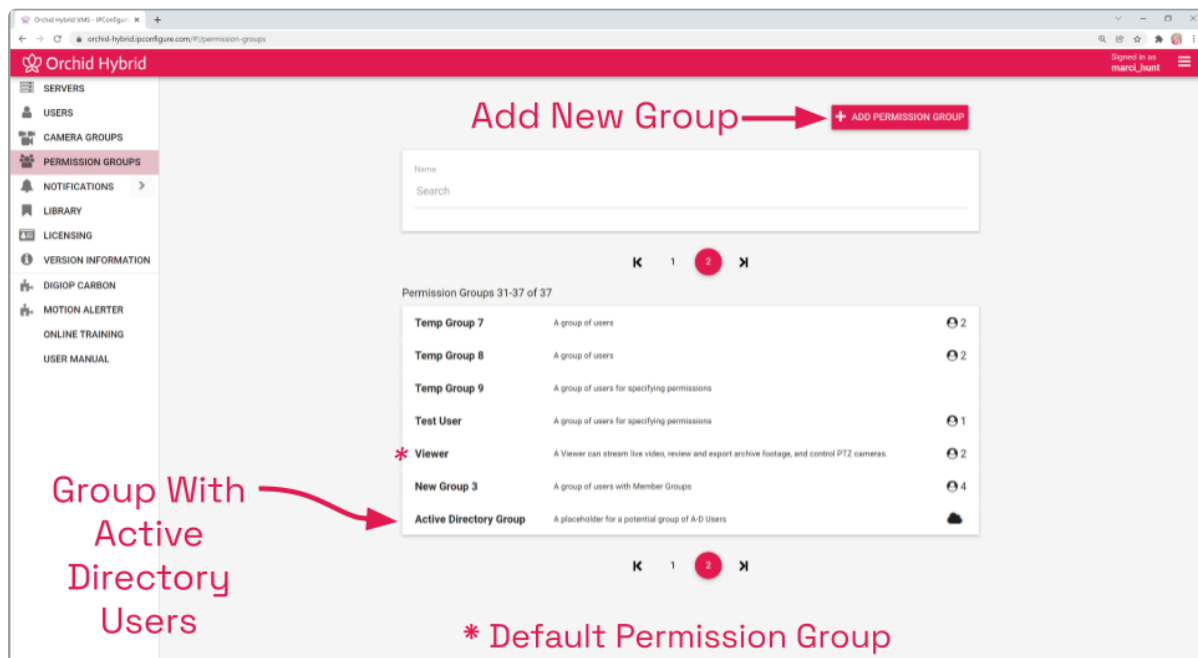 Orchid Hybrid VMS - IPConfigur
orchid-hybrid.ipconfigure.com/#!/permission-groups
Orchid Hybrid
Signed in as
marci_hunt
SERVERS
USERS
CAMERA GROUPS
PERMISSION GROUPS
NOTIFICATIONS
LIBRARY
LICENSING
VERSION INFORMATION
DIGIOP CARBON
MOTION ALERTER
ONLINE TRAINING
USER MANUAL
Add New Group
+ ADD PERMISSION GROUP
Name
Search
1 2
Permission Groups 31-37 of 37
Temp Group 7 A group of users 2
Temp Group 8 A group of users 2
Temp Group 9 A group of users for specifying permissions
Test User A group of users for specifying permissions 1
* Viewer A Viewer can stream live video, review and export archive footage, and control PTZ cameras. 2
New Group 3 A group of users with Member Groups 4
Active Directory Group A placeholder for a potential group of A-D Users
Group With
Active
Directory
Users
1 2
* Default Permission Group